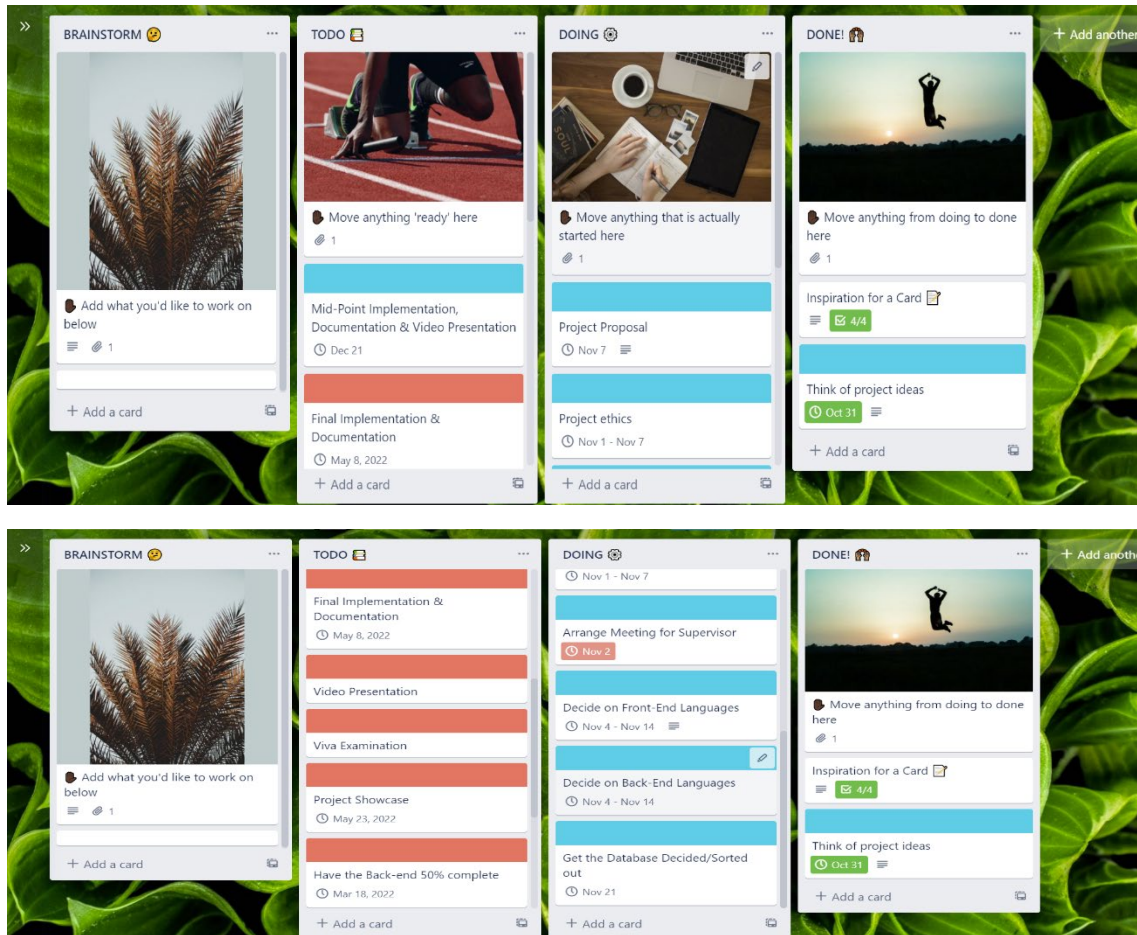 BRAINSTORM 🤔
Add what you'd like to work on
below
1
+ Add a card
TODO 📒
Move anything 'ready' here
1
Mid-Point Implementation,
Documentation & Video Presentation
Dec 21
Final Implementation &
Documentation
May 8, 2022
+ Add a card
DOING
SOUL
Move anything that is actually
started here
1
Project Proposal
Nov 7
Project ethics
Nov 1 - Nov 7
+ Add a card
DONE!
Move anything from doing to done
here
1
Inspiration for a Card 📝
4/4
Think of project ideas
Oct 31
+ Add a card
+ Add another
BRAINSTORM 🤔
Add what you'd like to work on
below
1
+ Add a card
TODO 📒
Final Implementation &
Documentation
May 8, 2022
Video Presentation
Viva Examination
Project Showcase
May 23, 2022
Have the Back-end 50% complete
Mar 18, 2022
+ Add a card
DOING
Nov 1 - Nov 7
Arrange Meeting for Supervisor
Nov 2
Decide on Front-End Languages
Nov 4 - Nov 14
Decide on Back-End Languages
Nov 4 - Nov 14
Get the Database Decided/Sorted
out
Nov 21
+ Add a card
DONE!
Move anything from doing to done
here
1
Inspiration for a Card 📝
4/4
Think of project ideas
Oct 31
+ Add a card
+ Add anoth